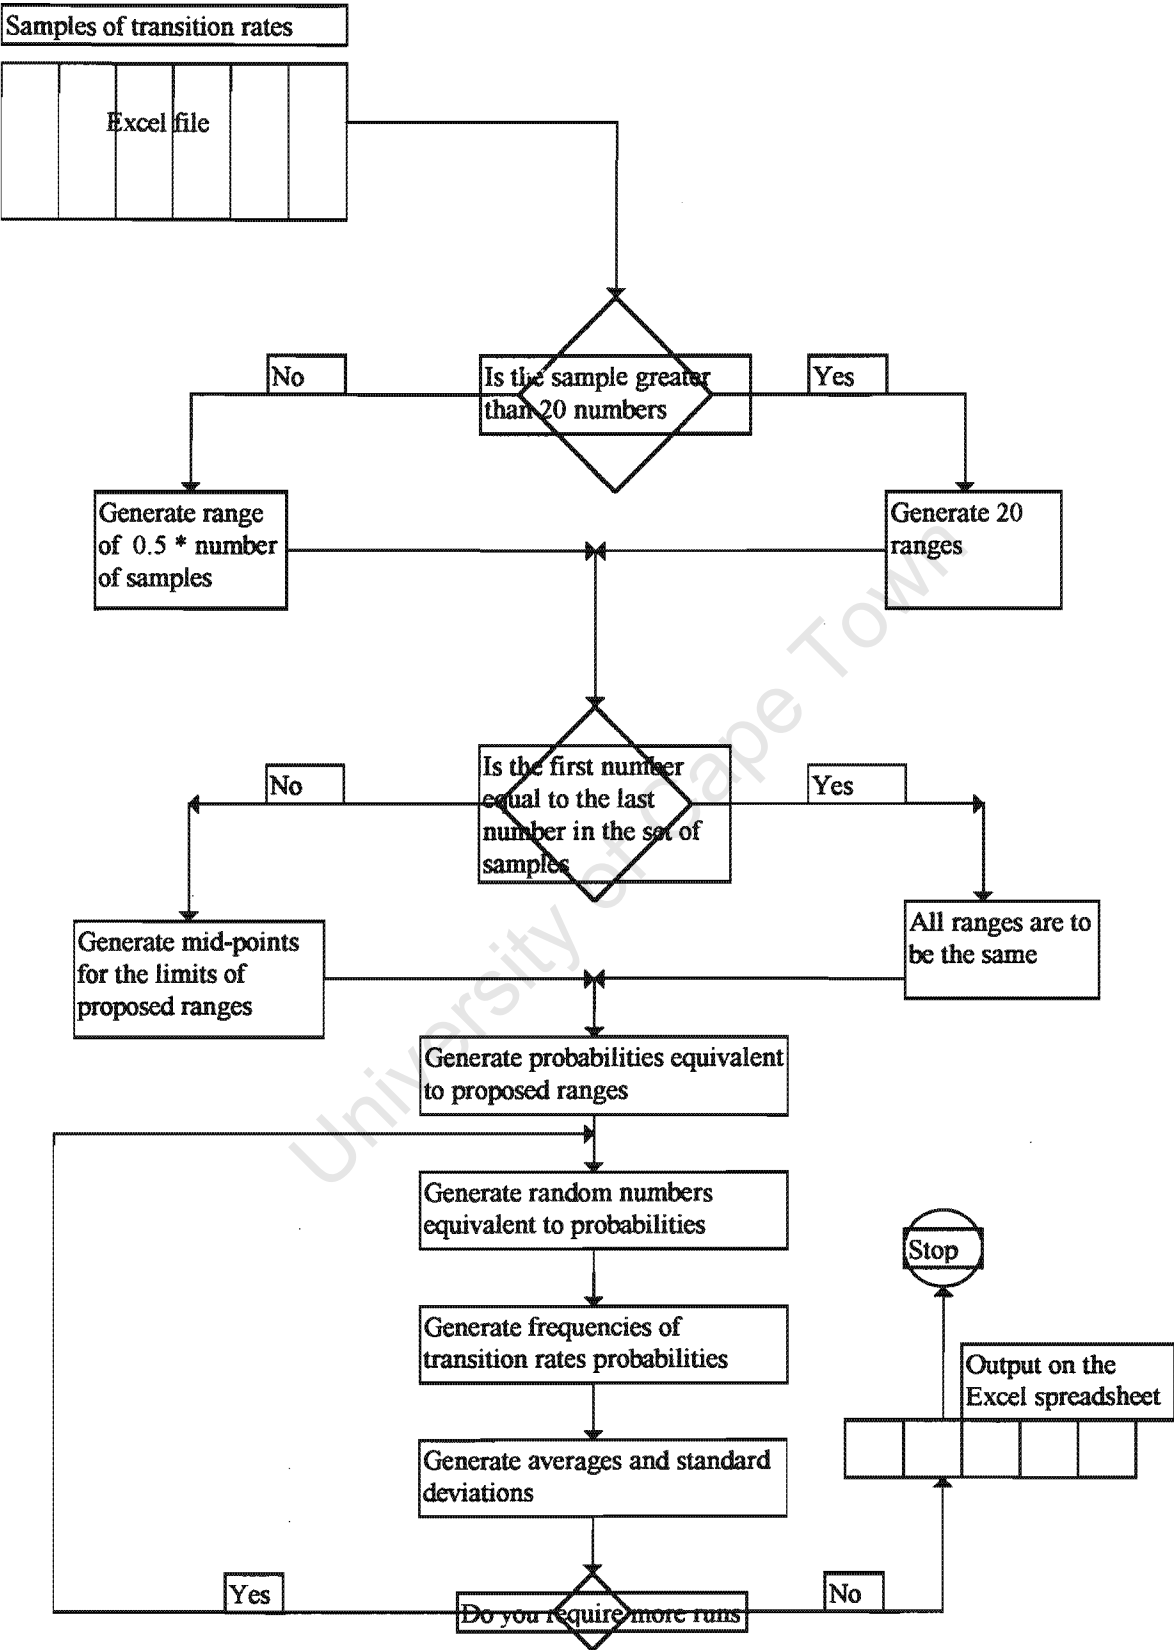 Samples of transition rates
Excel file
No
Is the sample greater
than 20 numbers
Yes
Generate range
of 0.5 * number
of samples
Generate 20
ranges
No
Is the first number
equal to the last
number in the set of
samples
Yes
Generate mid-points
for the limits of
proposed ranges
All ranges are to
be the same
Generate probabilities equivalent
to proposed ranges
Generate random numbers
equivalent to probabilities
Stop
Generate frequencies of
transition rates probabilities
Output on the
Excel spreadsheet
Generate averages and standard
deviations
Yes
Do you require more runs
No
University of Cape Town